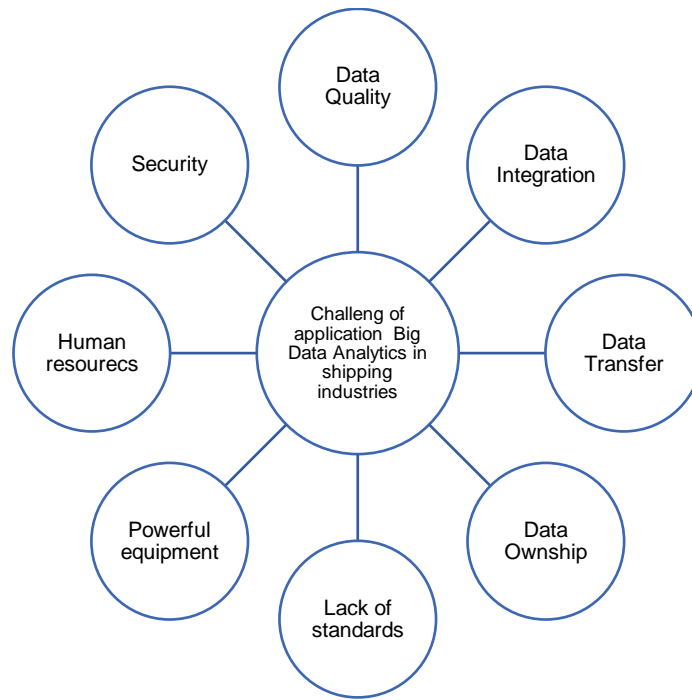 Data
Quality
Data
Integration
Data
Transfer
Data
Ownship
Lack of
standards
Powerful
equipment
Human
resourecs
Security
Challeng of
application Big
Data Analytics in
shipping
industries